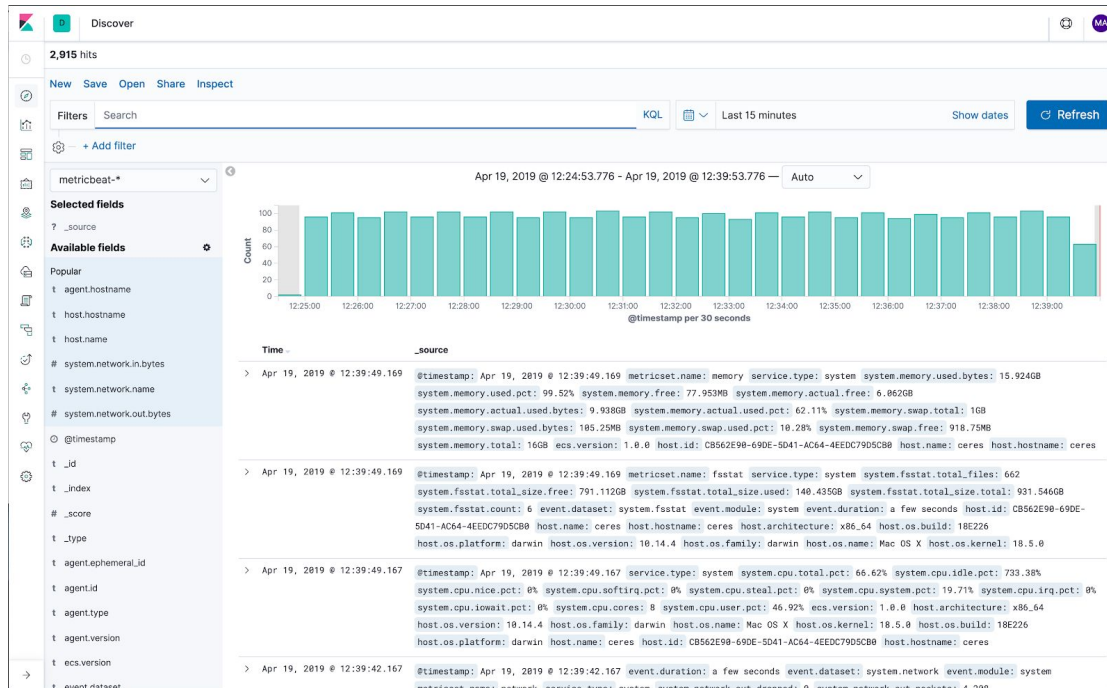 D Discover MA
2,915 hits
New Save Open Share Inspect
Filters Search KQL Last 15 minutes Show dates Refresh
+ Add filter
metricbeat-*
Selected fields
? _source
Available fields
Popular
t agent.hostname
t host.hostname
t host.name
# system.network.in.bytes
t system.network.name
# system.network.out.bytes
@timestamp
t _id
t _index
# _score
t _type
t agent.ephemeral_id
t agent.id
t agent.type
t agent.version
t ecs.version
t event.dataset
Apr 19, 2019 @ 12:24:53.776 - Apr 19, 2019 @ 12:39:53.776 — Auto
Count
100
80
60
40
20
0
12:25:00 12:26:00 12:27:00 12:28:00 12:29:00 12:30:00 12:31:00 12:32:00 12:33:00 12:34:00 12:35:00 12:36:00 12:37:00 12:38:00 12:39:00
@timestamp per 30 seconds
Time _source
Apr 19, 2019 @ 12:39:49.169 @timestamp: Apr 19, 2019 @ 12:39:49.169 metricset.name: memory service.type: system system.memory.used.bytes: 15.924GB
system.memory.used.pct: 99.52% system.memory.free: 77.953MB system.memory.actual.free: 6.062GB
system.memory.actual.used.bytes: 9.938GB system.memory.actual.used.pct: 62.11% system.memory.swap.total: 1GB
system.memory.swap.used.bytes: 105.25MB system.memory.swap.used.pct: 10.28% system.memory.swap.free: 918.75MB
system.memory.total: 16GB ecs.version: 1.0.0 host.id: CB562E90-69DE-5D41-AC64-4EEDC79D5CB0 host.name: ceres host.hostname: ceres
Apr 19, 2019 @ 12:39:49.169 @timestamp: Apr 19, 2019 @ 12:39:49.169 metricset.name: fsstat service.type: system system.fsstat.total_files: 662
system.fsstat.total_size.free: 791.112GB system.fsstat.total_size.used: 140.435GB system.fsstat.total_size.total: 931.546GB
system.fsstat.count: 6 event.dataset: system.fsstat event.module: system event.duration: a few seconds host.id: CB562E90-69DE-
5D41-AC64-4EEDC79D5CB0 host.name: ceres host.hostname: ceres host.architecture: x86_64 host.os.build: 18E226
host.os.platform: darwin host.os.version: 10.14.4 host.os.family: darwin host.os.name: Mac OS X host.os.kernel: 18.5.0
Apr 19, 2019 @ 12:39:49.167 @timestamp: Apr 19, 2019 @ 12:39:49.167 service.type: system system.cpu.total.pct: 66.62% system.cpu.idle.pct: 733.38%
system.cpu.nice.pct: 0% system.cpu.softirq.pct: 0% system.cpu.steal.pct: 0% system.cpu.system.pct: 19.71% system.cpu.irq.pct: 0%
system.cpu.iowait.pct: 0% system.cpu.cores: 8 system.cpu.user.pct: 46.92% ecs.version: 1.0.0 host.architecture: x86_64
host.os.version: 10.14.4 host.os.family: darwin host.os.name: Mac OS X host.os.kernel: 18.5.0 host.os.build: 18E226
host.os.platform: darwin host.name: ceres host.id: CB562E90-69DE-5D41-AC64-4EEDC79D5CB0 host.hostname: ceres
Apr 19, 2019 @ 12:39:42.167 @timestamp: Apr 19, 2019 @ 12:39:42.167 event.duration: a few seconds event.dataset: system.network event.module: system